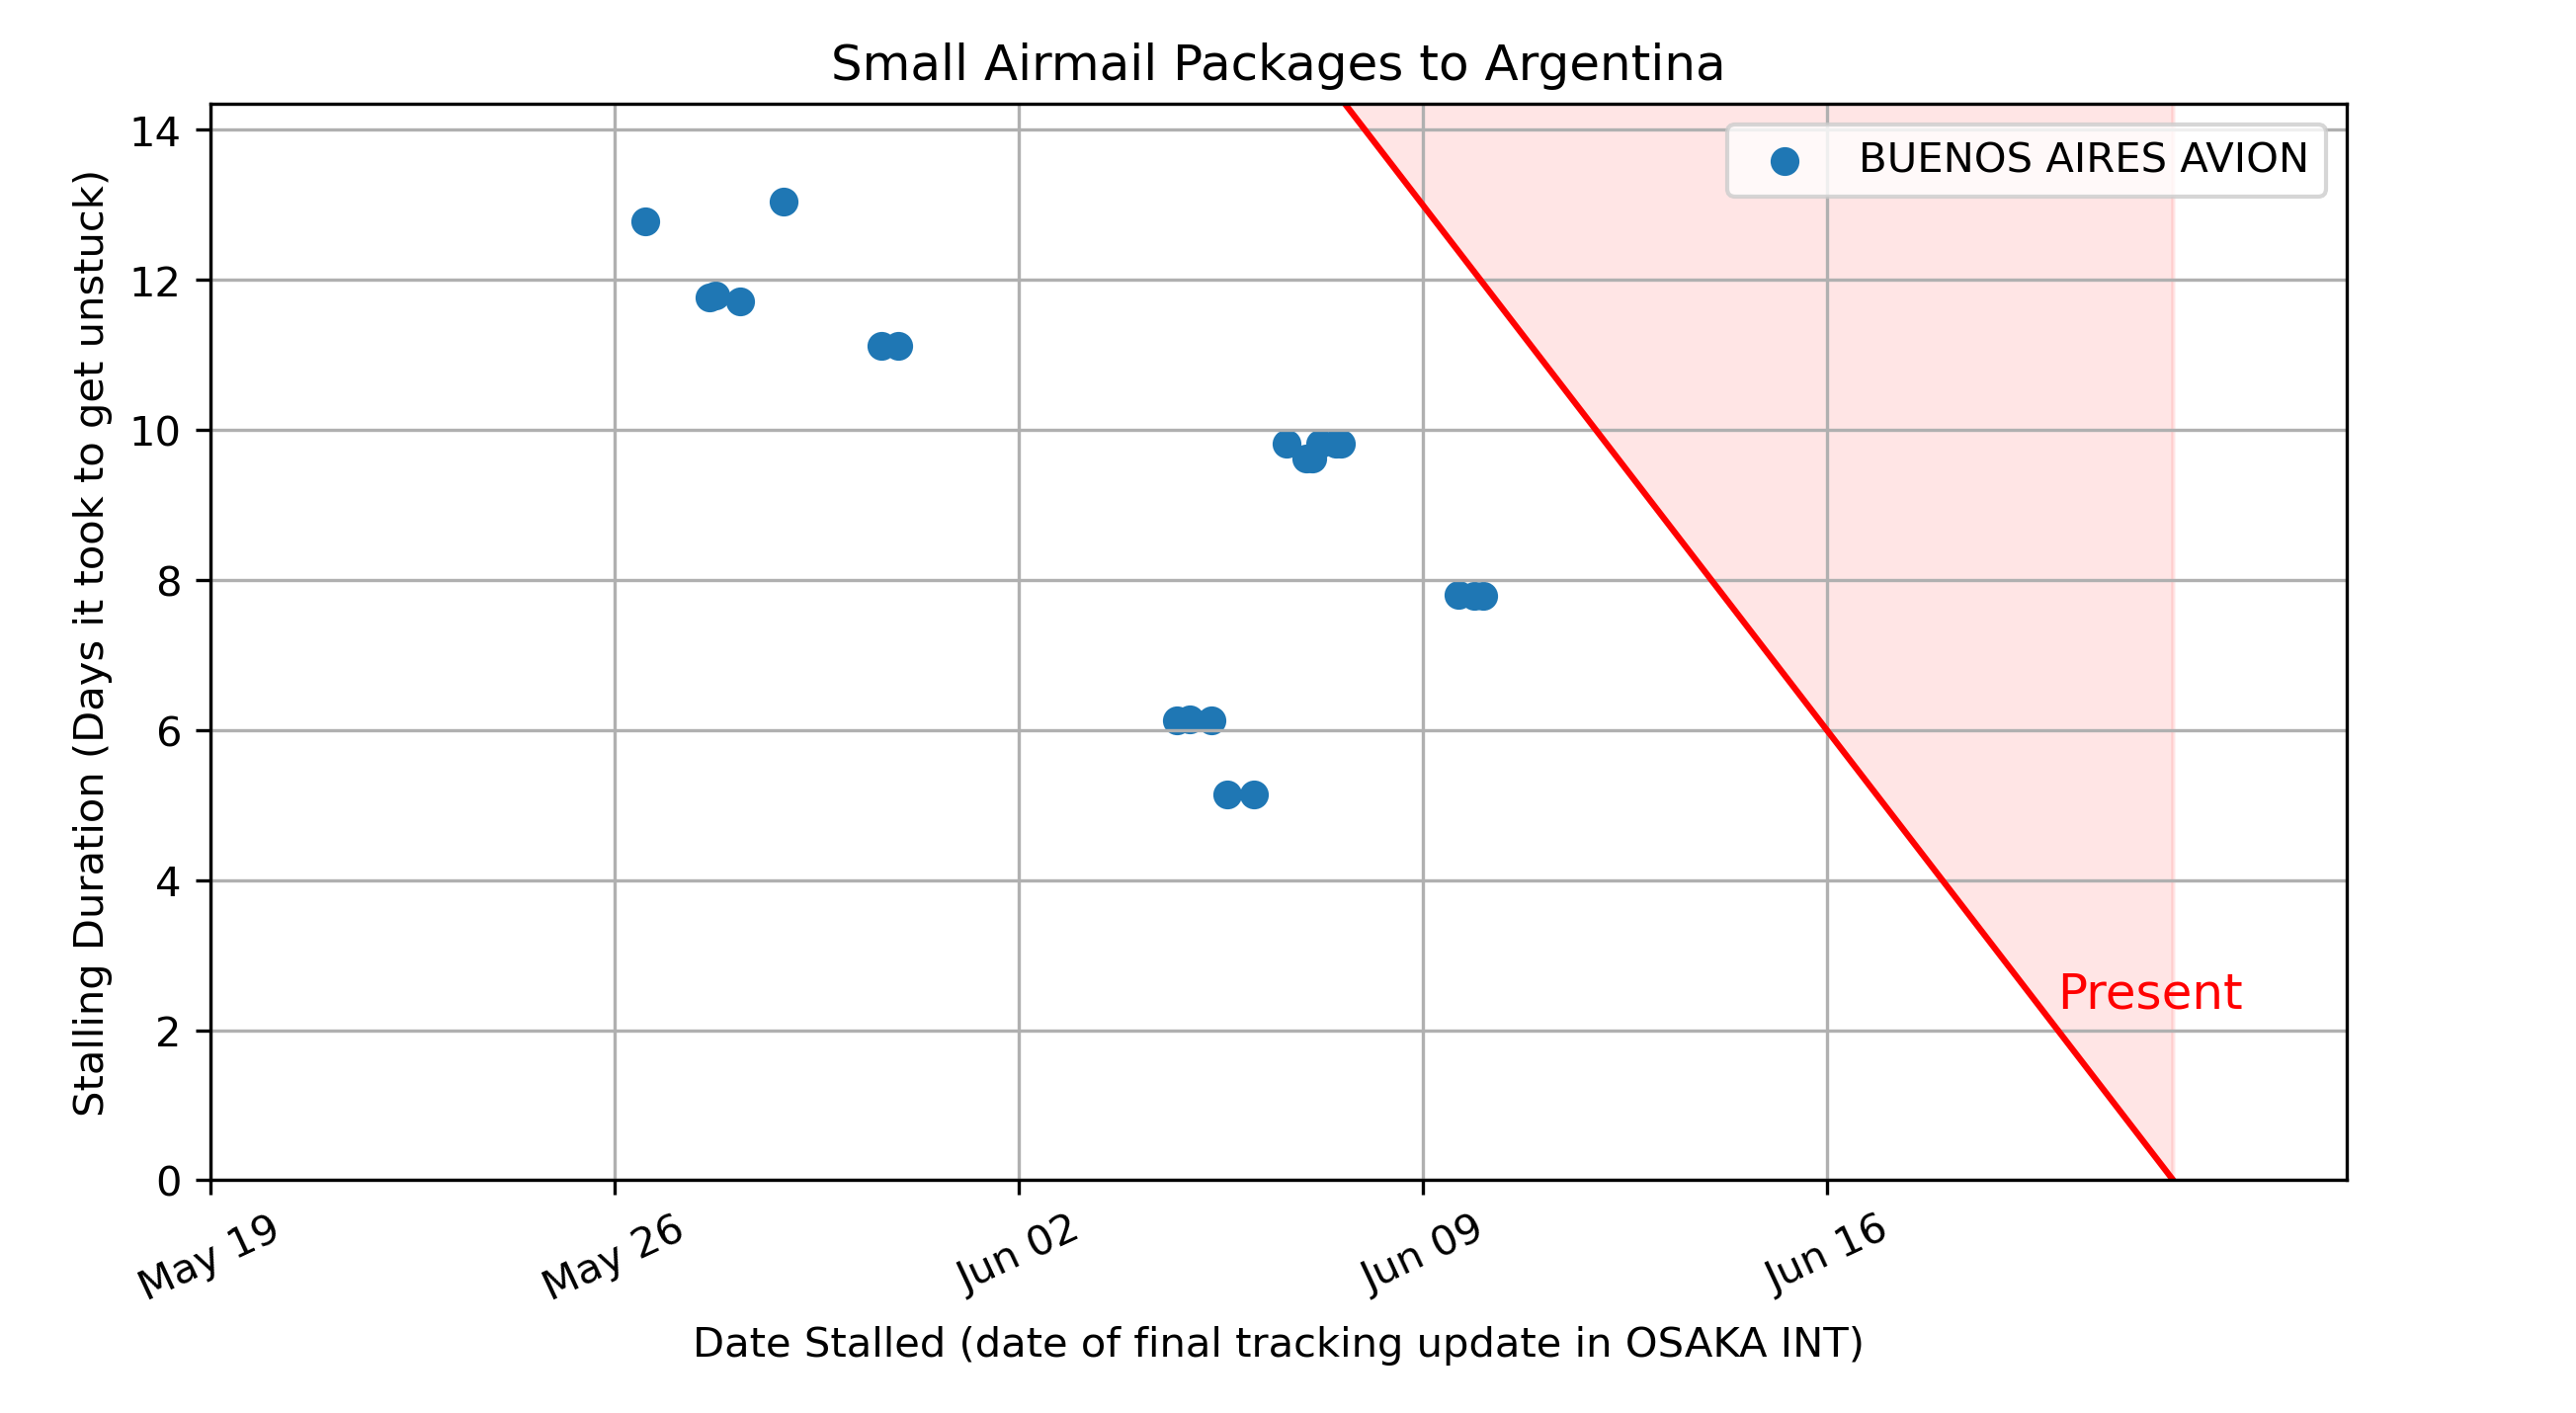 Small Airmail Packages to Argentina
BUENOS AIRES AVION
Stalling Duration (Days it took to get unstuck)
14
12
10
8
6
4
2
0
Present
May 19
May 26
Jun 02
Jun 09
Jun 16
Date Stalled (date of final tracking update in OSAKA INT)